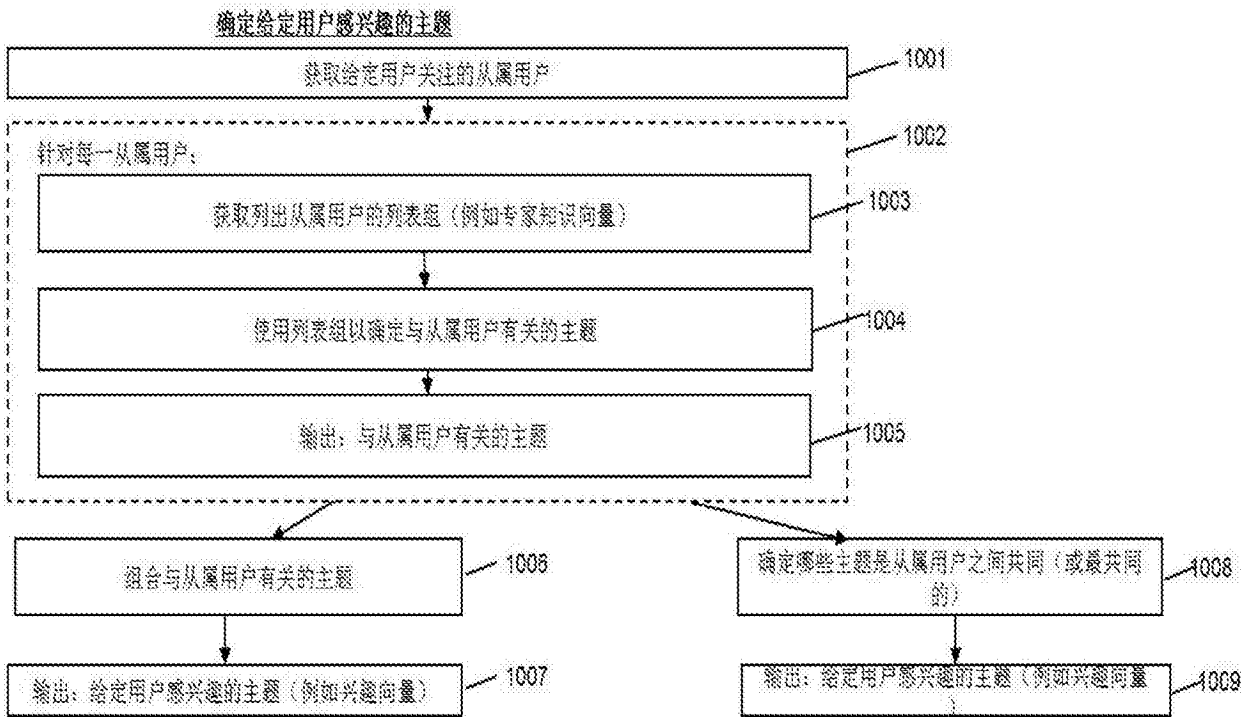 确定给定用户感兴趣的主题
获取给定用户关注的从属用户
1001
1002
针对每一从属用户：
获取列出从属用户的列表组（例如专家知识向量）
1003
使用列表组以确定与从属用户有关的主题
1004
输出：与从属用户有关的主题
1005
组合与从属用户有关的主题
1006
确定哪些主题是从属用户之间共同（或最共同
的）
1008
输出：给定用户感兴趣的主题（例如兴趣向量）
1007
输出：给定用户感兴趣的主题（例如兴趣向量
）
1009